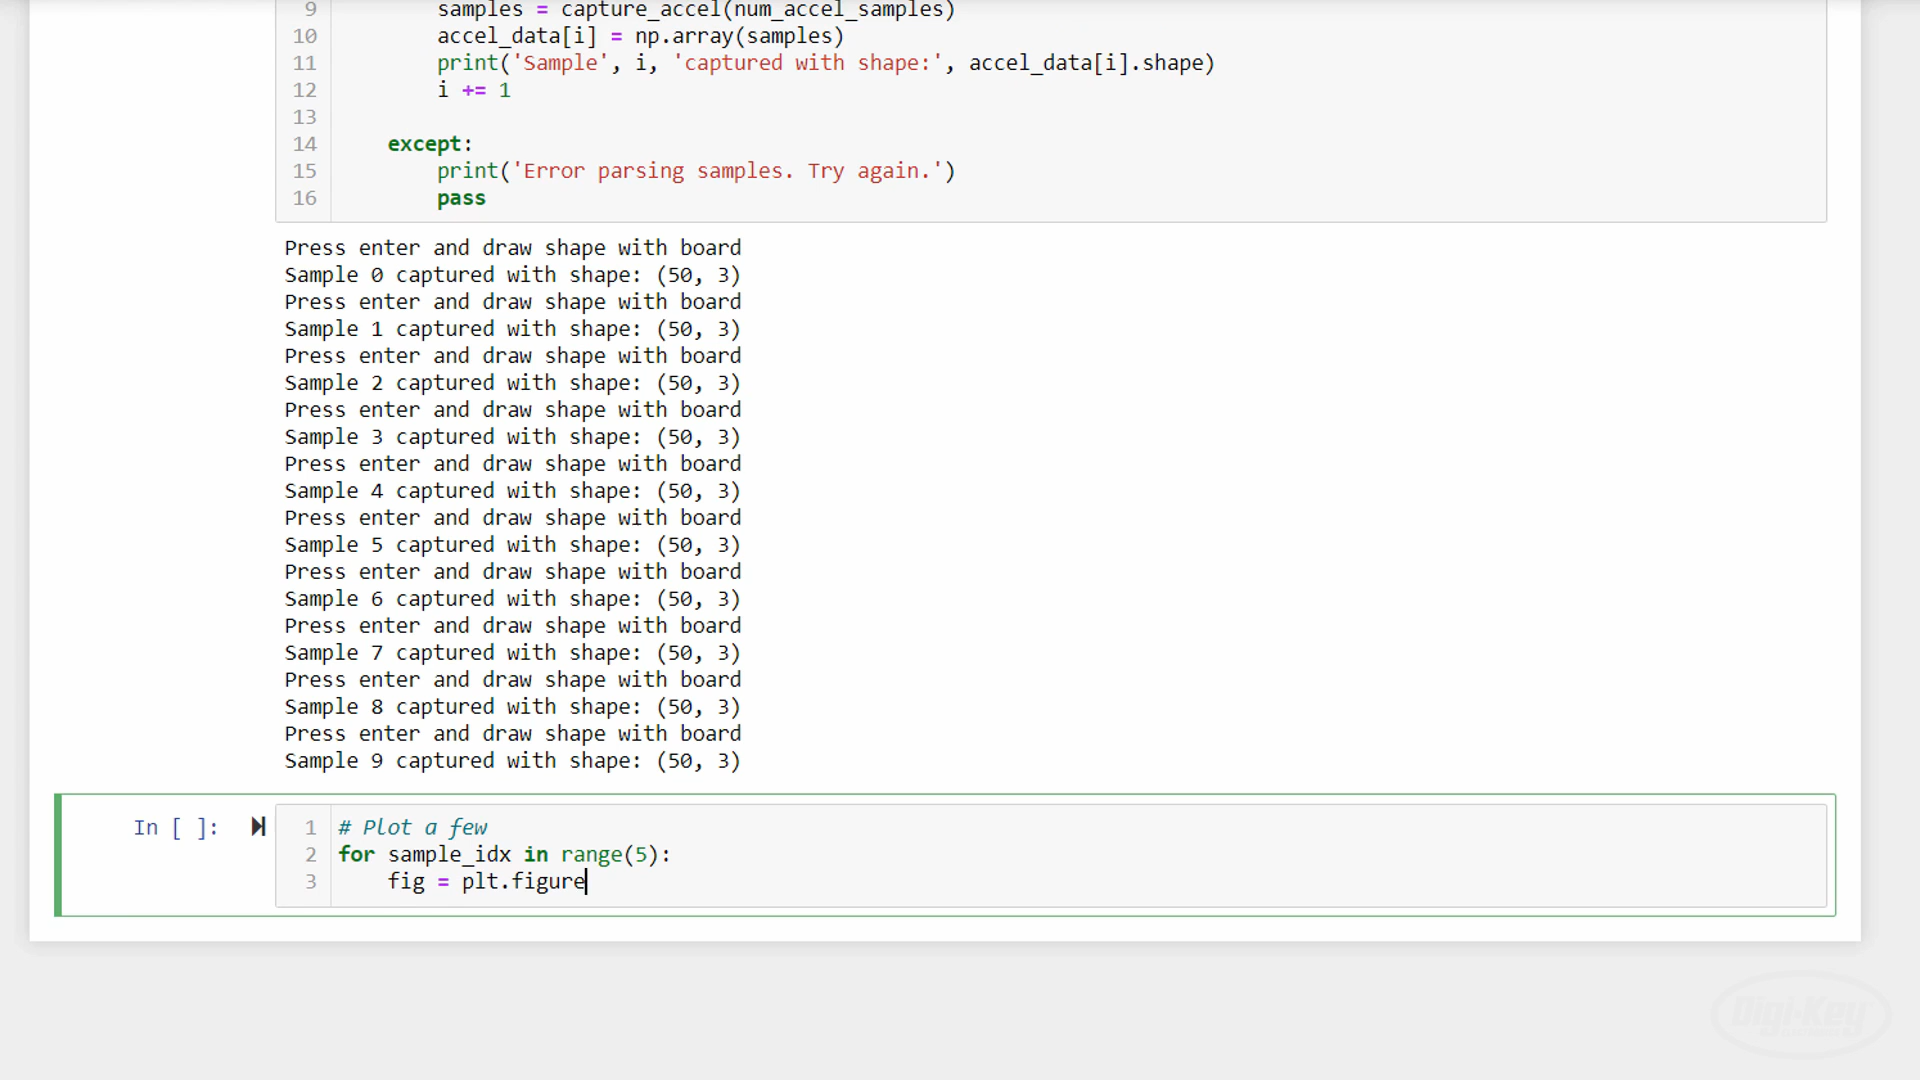 9 samples = capture_accel(num_accel_samples)
10 accel_data[i] = np.array(samples)
11 print('Sample', i, 'captured with shape:', accel_data[i].shape)
12 i += 1
13
14 except:
15 print('Error parsing samples. Try again.')
16 pass
Press enter and draw shape with board
Sample 0 captured with shape: (50, 3)
Press enter and draw shape with board
Sample 1 captured with shape: (50, 3)
Press enter and draw shape with board
Sample 2 captured with shape: (50, 3)
Press enter and draw shape with board
Sample 3 captured with shape: (50, 3)
Press enter and draw shape with board
Sample 4 captured with shape: (50, 3)
Press enter and draw shape with board
Sample 5 captured with shape: (50, 3)
Press enter and draw shape with board
Sample 6 captured with shape: (50, 3)
Press enter and draw shape with board
Sample 7 captured with shape: (50, 3)
Press enter and draw shape with board
Sample 8 captured with shape: (50, 3)
Press enter and draw shape with board
Sample 9 captured with shape: (50, 3)
In [ ]:
1 # Plot a few
2 for sample_idx in range(5):
3 fig = plt.figure
Digi-Key